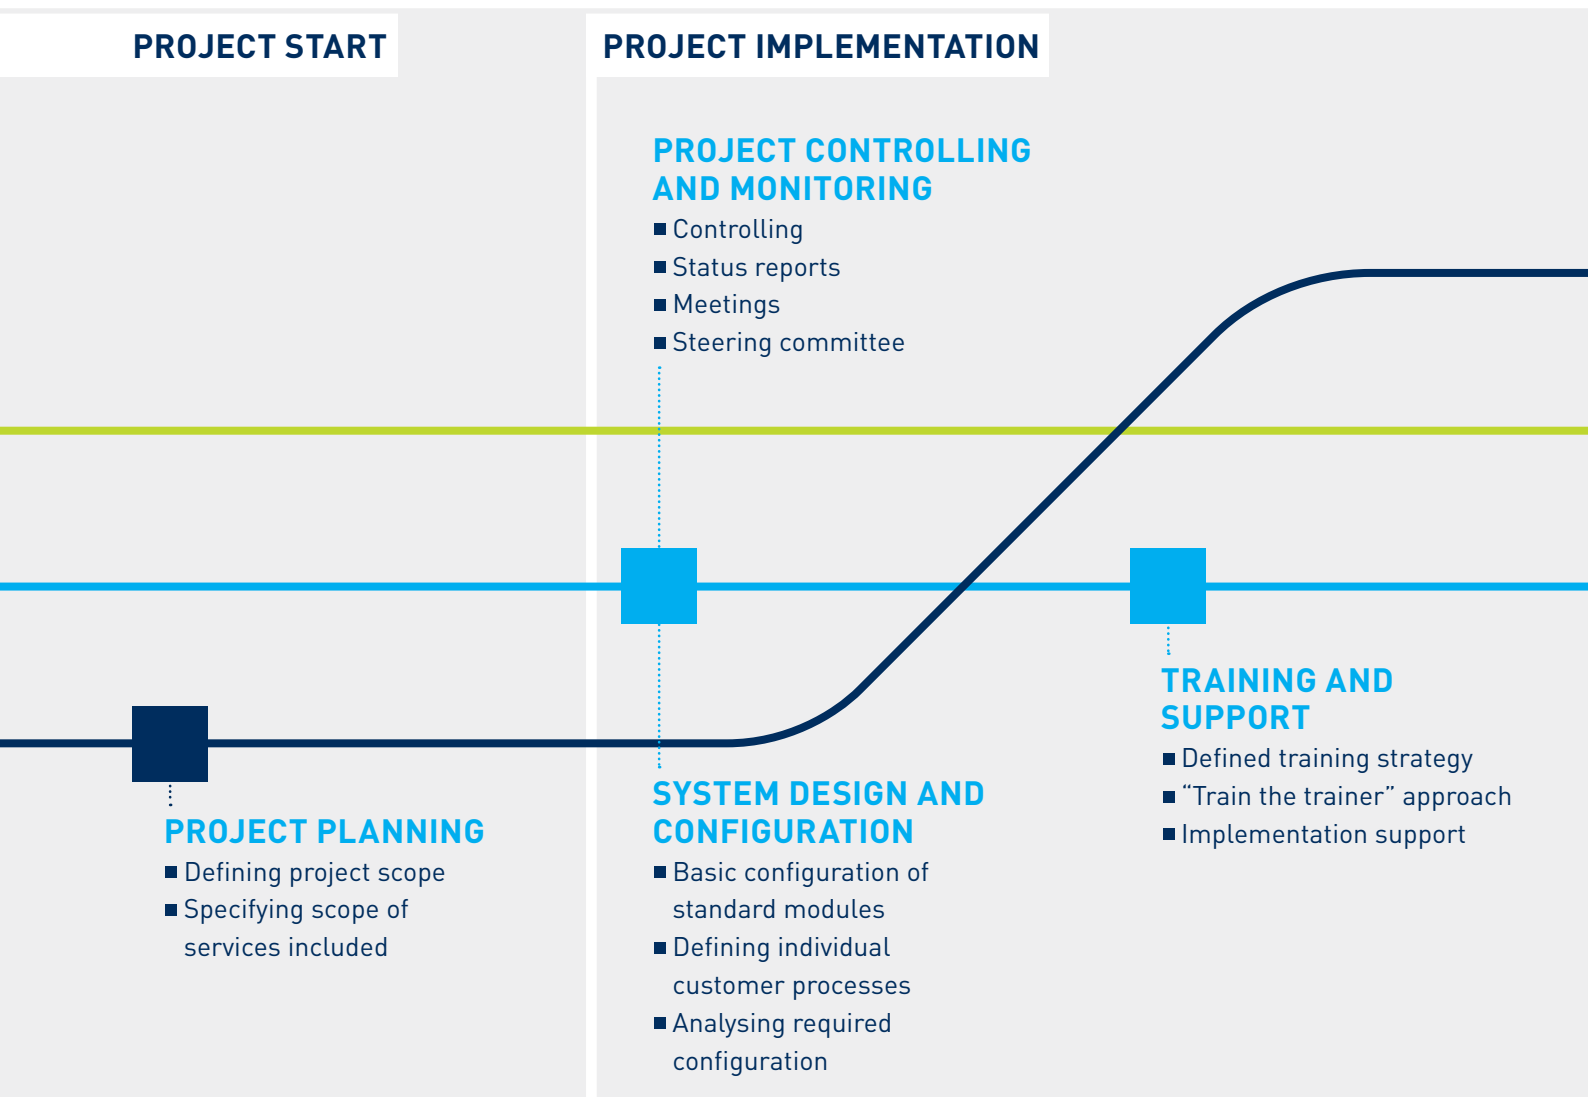 PROJECT START
PROJECT PLANNING
Defining project scope
Specifying scope of
services included
PROJECT IMPLEMENTATION
PROJECT CONTROLLING
AND MONITORING
Controlling
Status reports
Meetings
Steering committee
SYSTEM DESIGN AND
CONFIGURATION
Basic configuration of
standard modules
Defining individual
customer processes
Analysing required
configuration
TRAINING AND
SUPPORT
Defined training strategy
“Train the trainer” approach
Implementation support